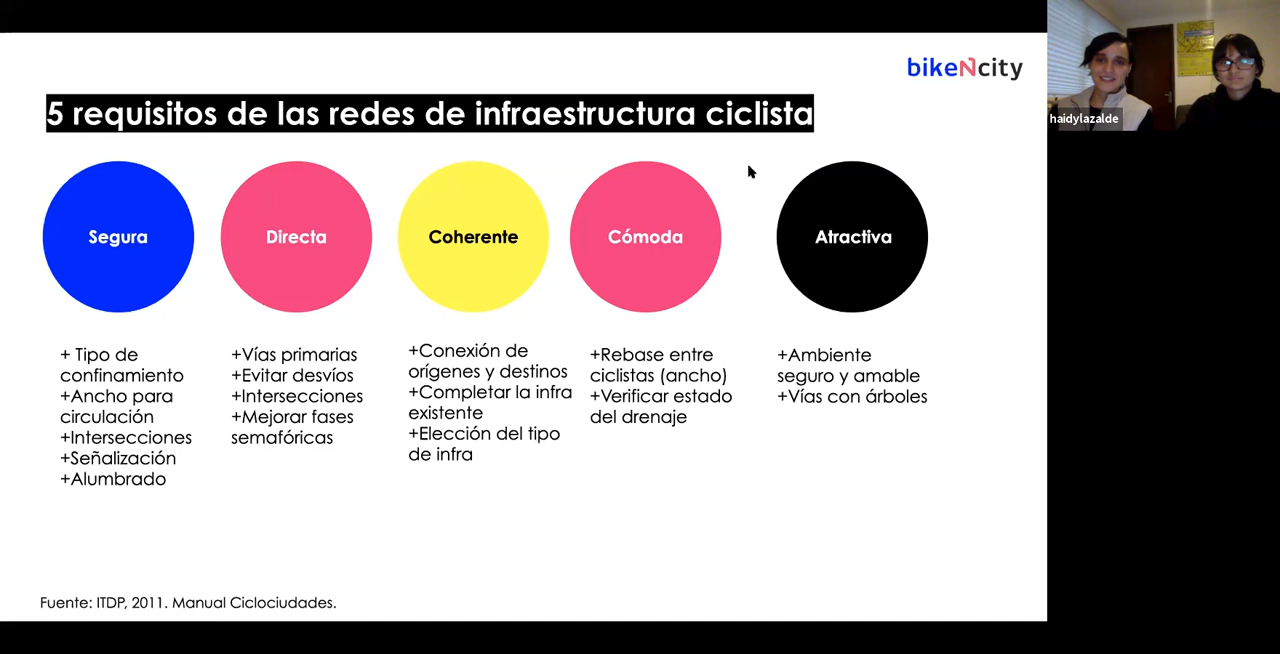 bikeNcity
haidylazalde
5 requisitos de las redes de infraestructura ciclista
Segura
Directa
Coherente
Cómoda
Atractiva
+ Tipo de
confinamiento
+Ancho para
circulación
+Intersecciones
+Señalización
+Alumbrado
+Vías primarias
+Evitar desvíos
+Intersecciones
+Mejorar fases
semafóricas
+Conexión de
orígenes y destinos
+Completar la infra
existente
+Elección del tipo
de infra
+Rebase entre
ciclistas (ancho)
+Verificar estado
del drenaje
+Ambiente
seguro y amable
+Vías con árboles
Fuente: ITDP, 2011. Manual Ciclociudades.